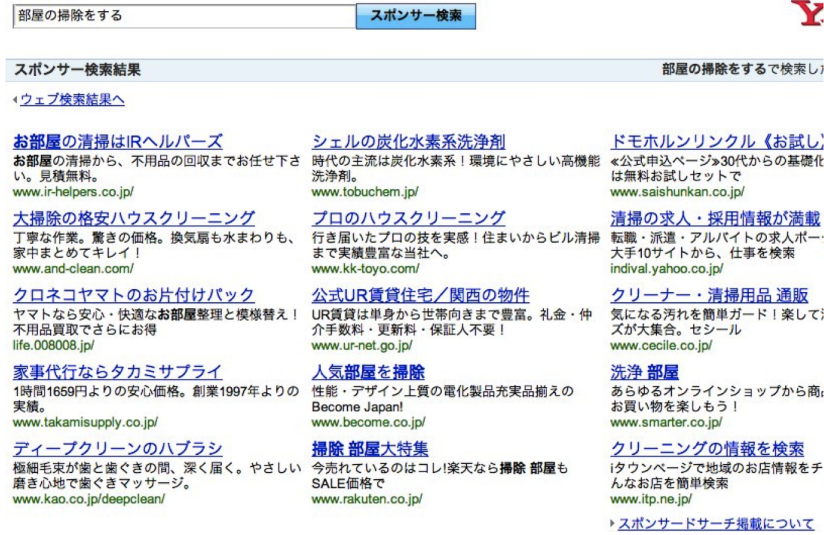 部屋の掃除をする
スポンサー検索
スポンサー検索結果
部屋の掃除をするで検索した
ウェブ検索結果へ
お部屋の清掃はIRヘルパーズ
お部屋の清掃から、不用品の回収までお任せ下さ
い。見積無料。
www.ir-helpers.co.jp/
大掃除の格安ハウスクリーニング
丁寧な作業。驚きの価格。換気扇も水まわりも、
家中まとめてキレイ！
www.and-clean.com/
クロネコヤマトのお片付けパック
ヤマトなら安心・快適なお部屋整理と模様替え！
不用品買取でさらにお得
life.008008.jp/
家事代行ならタカミサプライ
1時間1659円よりの安心価格。創業1997年よりの
実績。
www.takamisupply.co.jp/
ディープクリーンのハブラシ
極細毛束が歯と歯ぐきの間、深く届く。やさしい
磨き心地で歯ぐきマッサージ。
www.kao.co.jp/deepclean/
シェルの炭化水素系洗浄剤
時代の主流は炭化水素系！環境にやさしい高機能
洗浄剤。
www.tobuchem.jp/
プロのハウスクリーニング
行き届いたプロの技を実感！住まいからビル清掃
まで実績豊富な当社へ。
www.kk-toyo.com/
公式UR賃貸住宅／関西の物件
UR賃貸は単身から世帯向きまで豊富。礼金・仲
介手数料・更新料・保証人不要！
www.ur-net.go.jp/
人気部屋を掃除
性能・デザイン上質の電化製品充実品揃えの
Become Japan!
www.become.co.jp/
掃除 部屋大特集
今売れているのはコレ!楽天なら掃除 部屋も
SALE価格で
www.rakuten.co.jp/
ドモホルンリンクル《お試し》
≪公式申込ページ≫30代からの基礎化
は無料お試しセットで
www.saishunkan.co.jp/
清掃の求人・採用情報が満載
転職・派遣・アルバイトの求人ポー
大手10サイトから、仕事を検索
indival.yahoo.co.jp/
クリーナー・清掃用品 通販
気になる汚れを簡単ガード！楽して
ズが大集合。セシール
www.cecile.co.jp/
洗浄 部屋
あらゆるオンラインショップから商
お買い物を楽しもう！
www.smarter.co.jp/
クリーニングの情報を検索
iタウンページで地域のお店情報をチ
んなお店を簡単検索
www.itp.ne.jp/
スポンサードサーチ掲載について